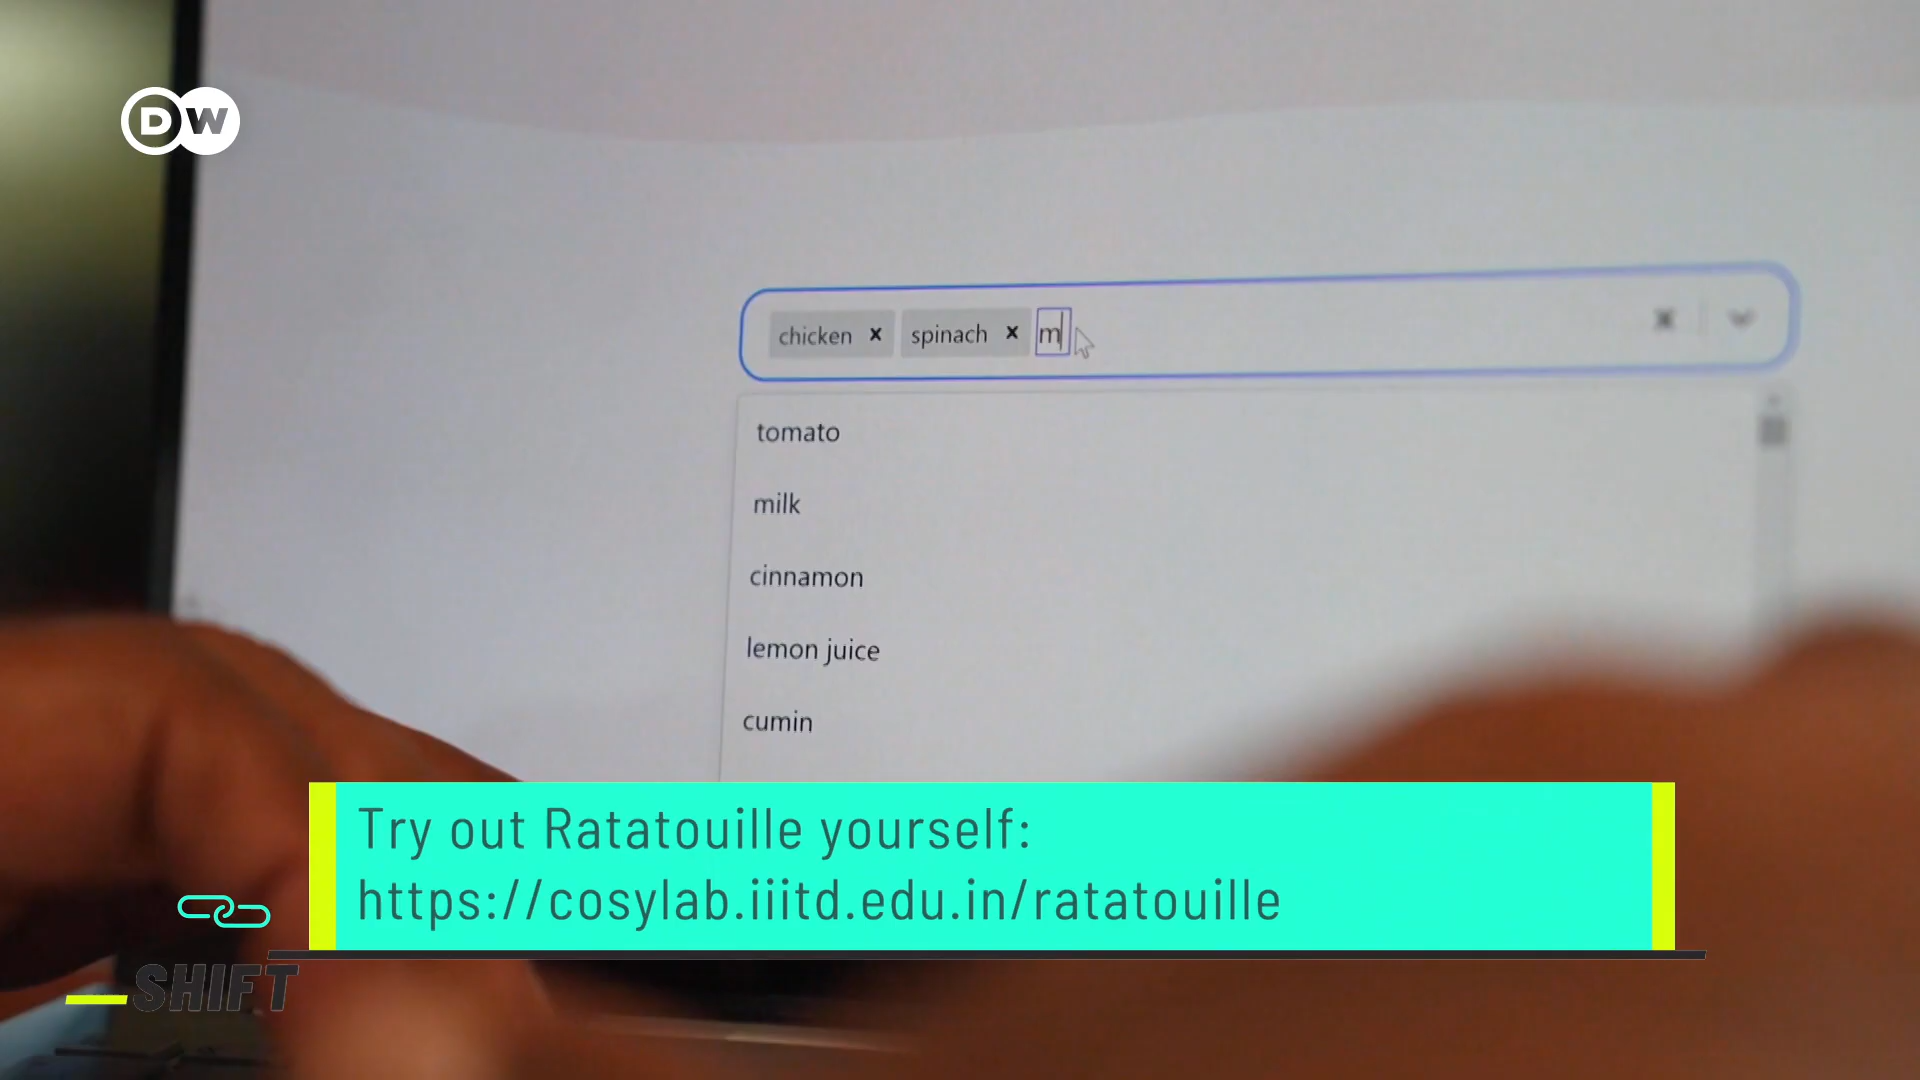 DW
chicken x spinach x m
tomato
milk
cinnamon
lemon juice
cumin
Try out Ratatouille yourself:
https://cosylab.iiitd.edu.in/ratatouille
SHIFT